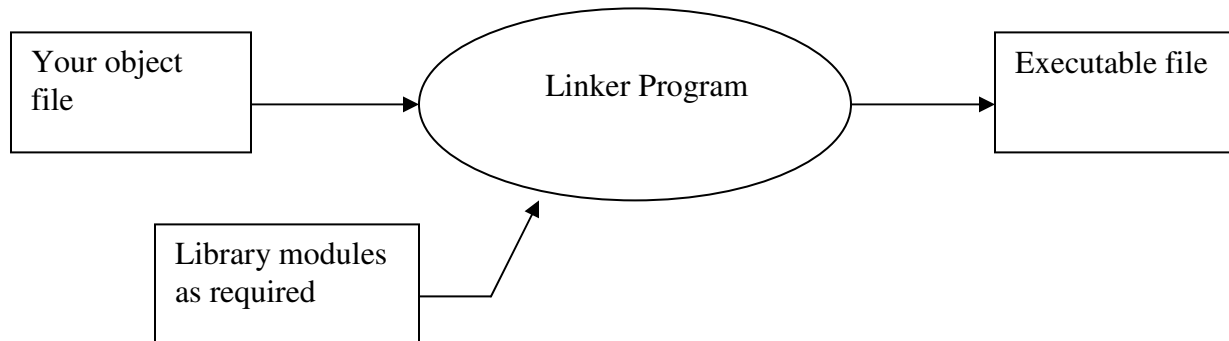 Your object
file
Linker Program
Executable file
Library modules
as required